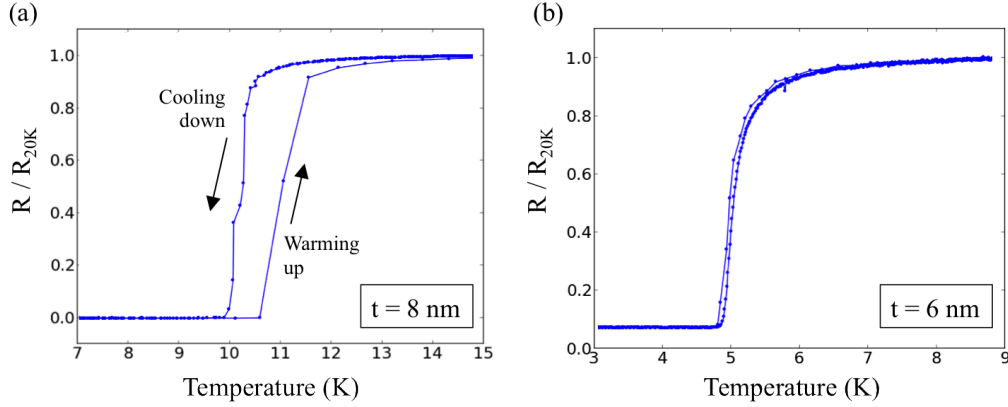 (a)
1.0
0.8
0.6
0.4
0.2
0.0
R / R20K
Cooling
down
Warming
up
t = 8 nm
7 8 9 10 11 12 13 14 15
Temperature (K)
(b)
1.0
0.8
0.6
0.4
0.2
0.0
R / R20K
t = 6 nm
3 4 5 6 7 8 9
Temperature (K)